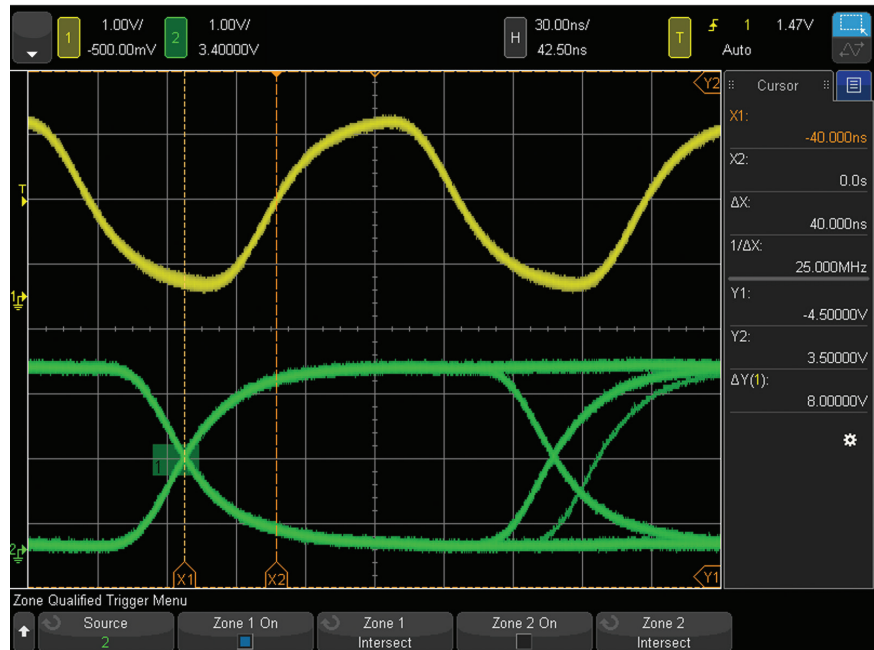 1 1.00V/ -500.00mV 2 1.00V/ 3.40000V H 30.00ns/ 42.50ns T 1 1.47V Auto
Y2
Cursor
X1:
-40.000ns
X2:
0.0s
ΔX:
40.000ns
1/ΔX:
25.000MHz
Y1:
-4.50000V
Y2:
3.50000V
ΔY(1):
8.00000V
T
1
1
2
X1 X2 Y1
Zone Qualified Trigger Menu
Source
2
Zone 1 On
Zone 1
Intersect
Zone 2 On
Zone 2
Intersect